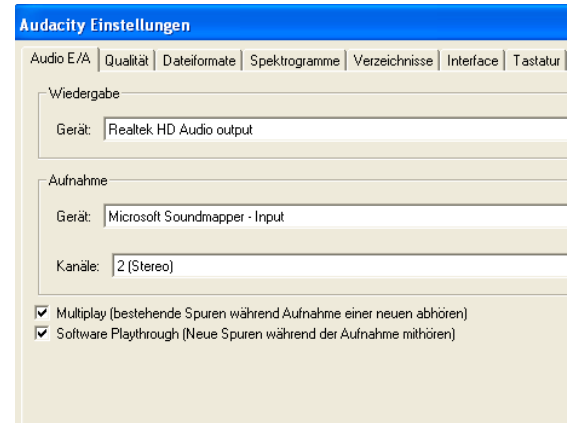 Audacity Einstellungen
Audio E/A Qualität Dateiformate Spektrogramme Verzeichnisse Interface Tastatur
Wiedergabe
Gerät: Realtek HD Audio output
Aufnahme
Gerät: Microsoft Soundmapper - Input
Kanäle: 2 (Stereo)
Multiplay (bestehende Spuren während Aufnahme einer neuen abhören)
Software Playthrough (Neue Spuren während der Aufnahme mithören)